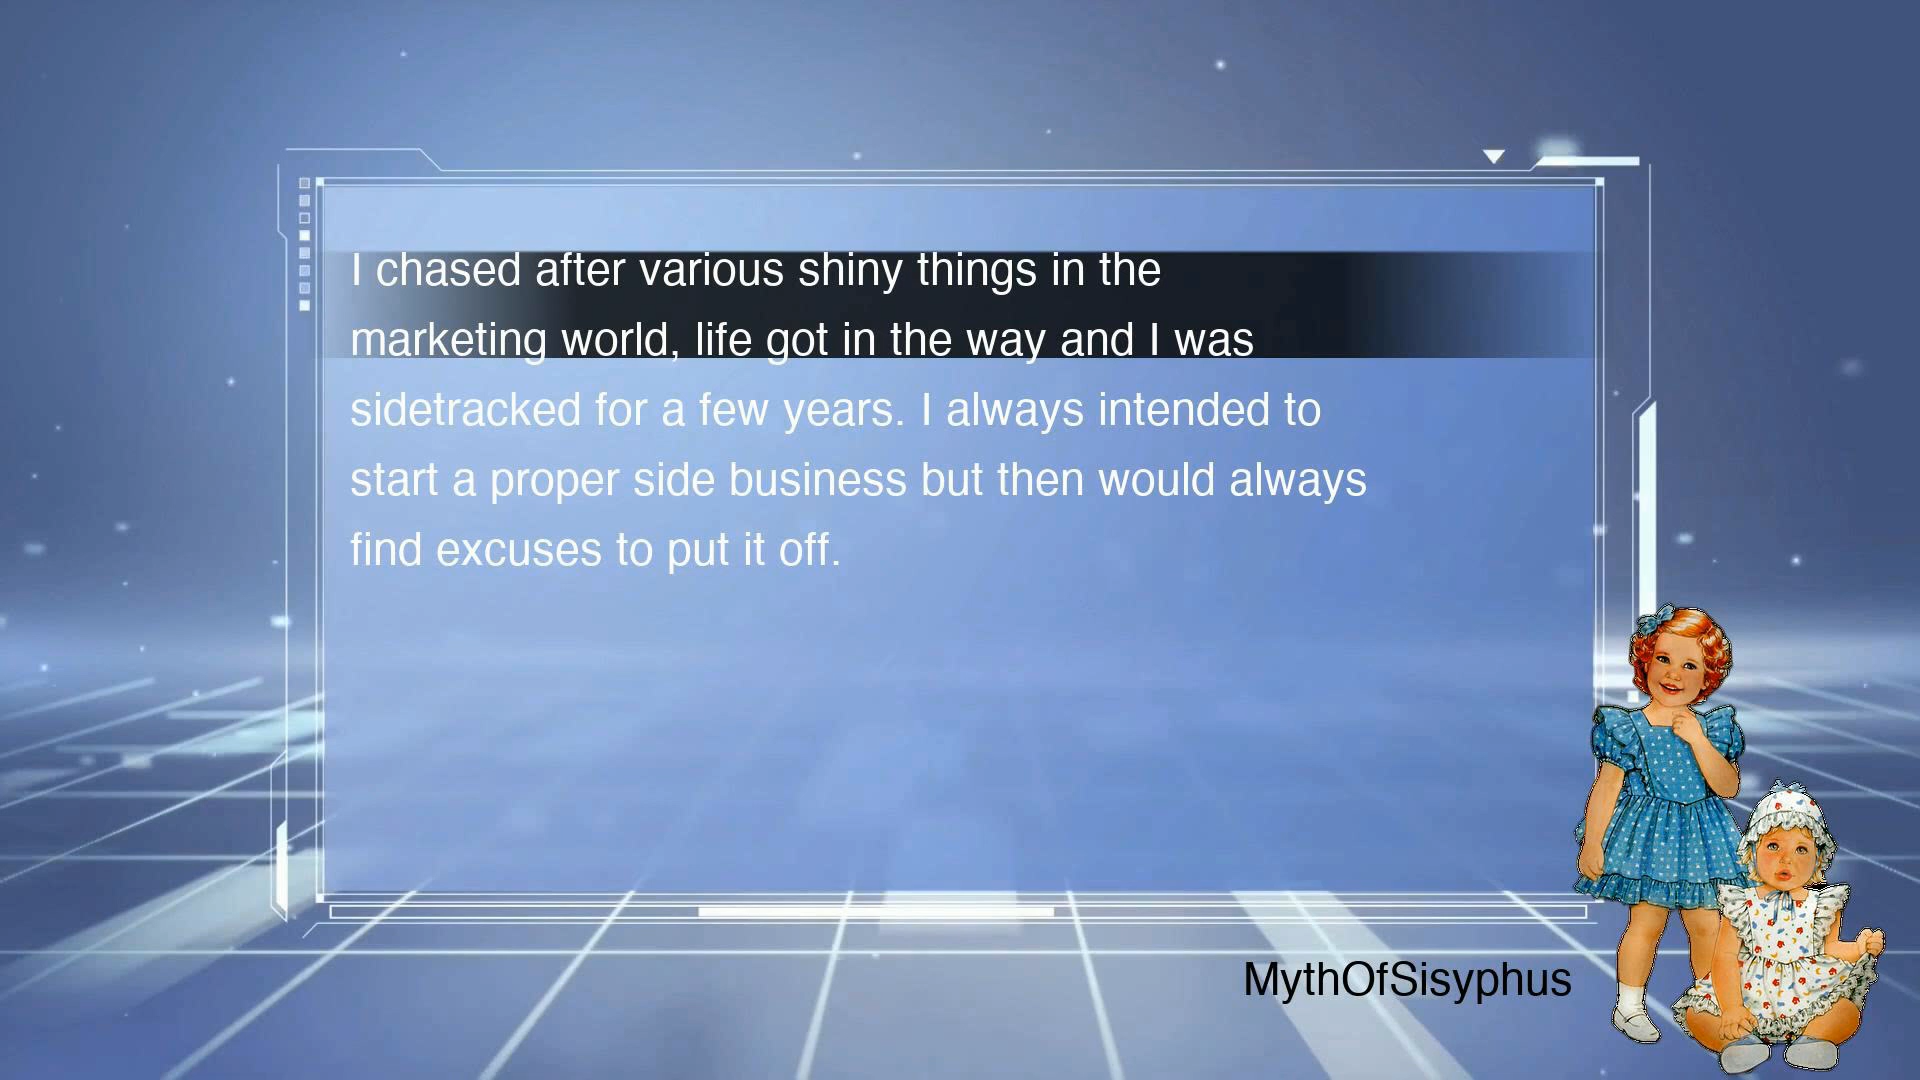 I chased after various shiny things in the
marketing world, life got in the way and I was
sidetracked for a few years. I always intended to
start a proper side business but then would always
find excuses to put it off.
MythOfSisyphus